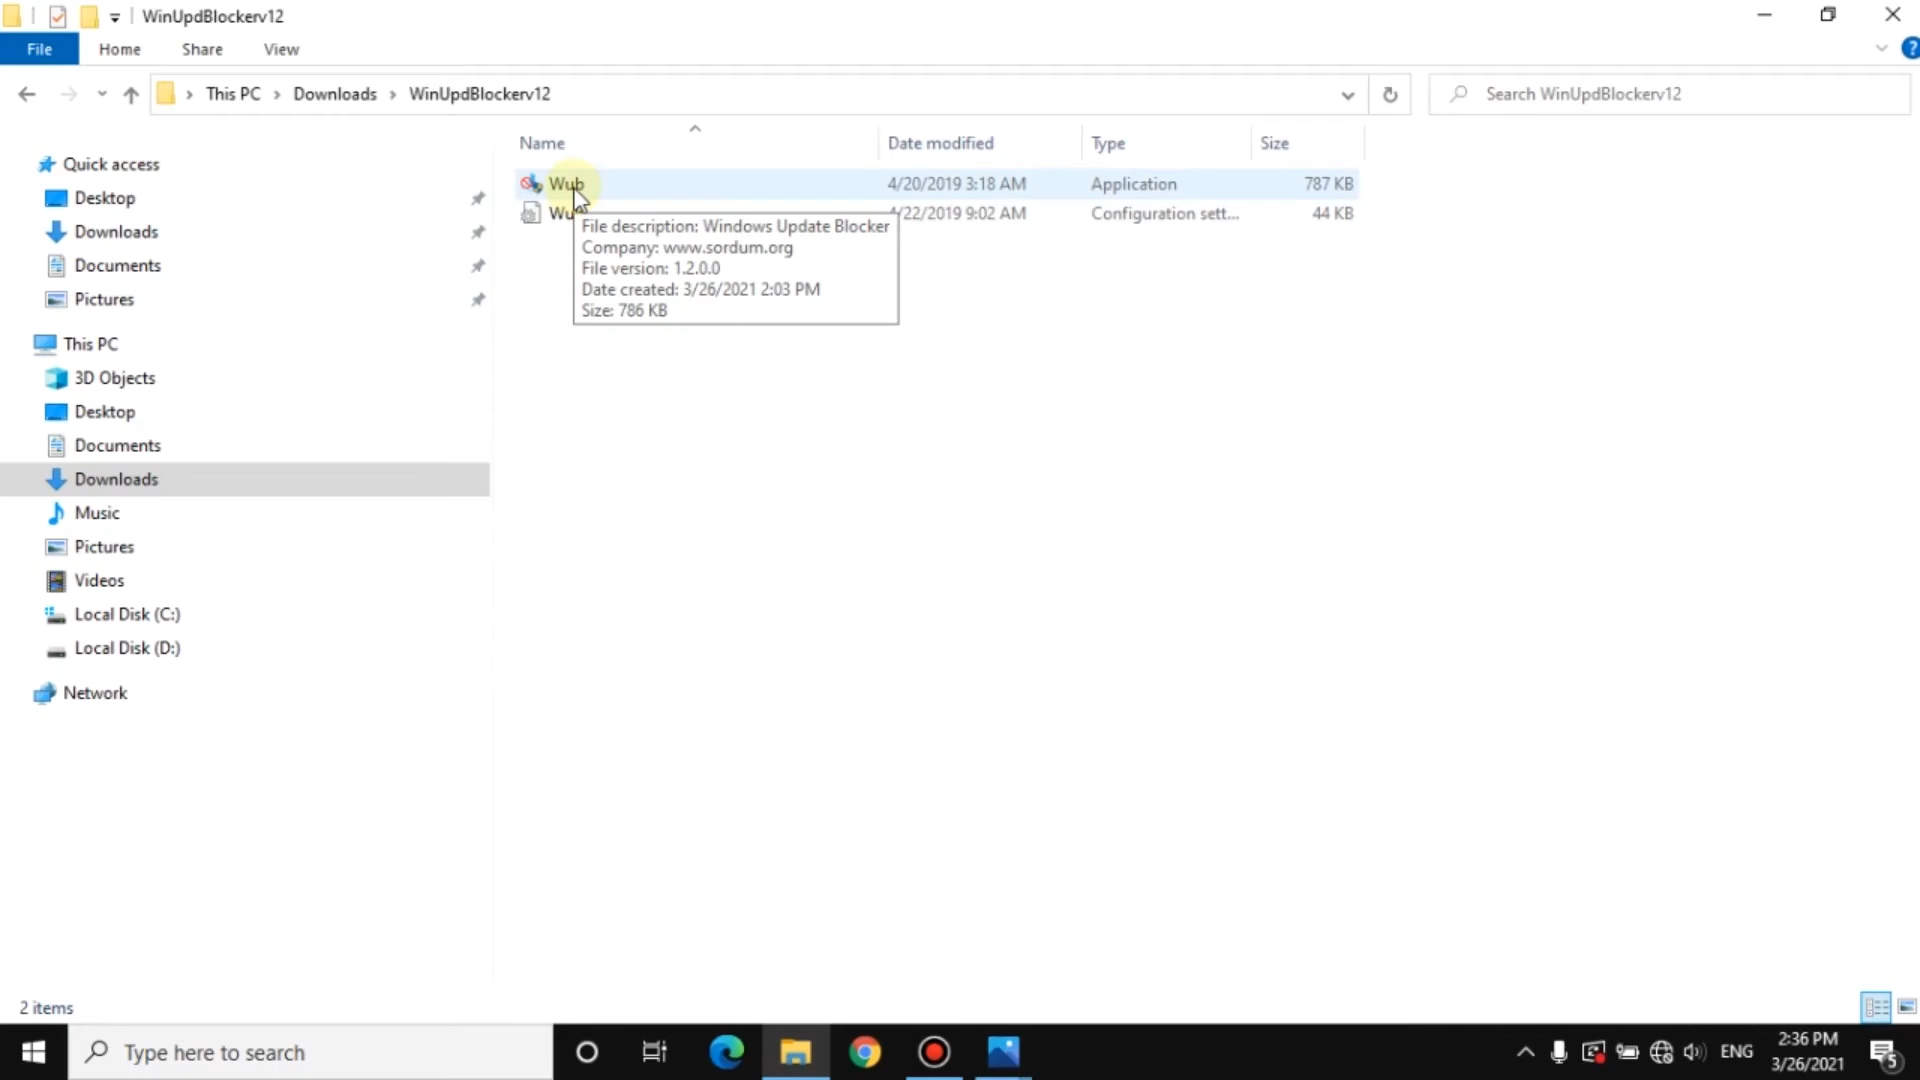 WinUpdBlockerv12
File Home Share View
This PC Downloads WinUpdBlockerv12
Search WinUpdBlockerv12
Name Date modified Type Size
Wub 4/20/2019 3:18 AM Application 787 KB
4/22/2019 9:02 AM Configuration sett... 44 KB
File description: Windows Update Blocker
Company: www.sordum.org
File version: 1.2.0.0
Date created: 3/26/2021 2:03 PM
Size: 786 KB
Quick access
Desktop
Downloads
Documents
Pictures
This PC
3D Objects
Desktop
Documents
Downloads
Music
Pictures
Videos
Local Disk (C:)
Local Disk (D:)
Network
2 items
Type here to search
ENG
2:36 PM
3/26/2021
5